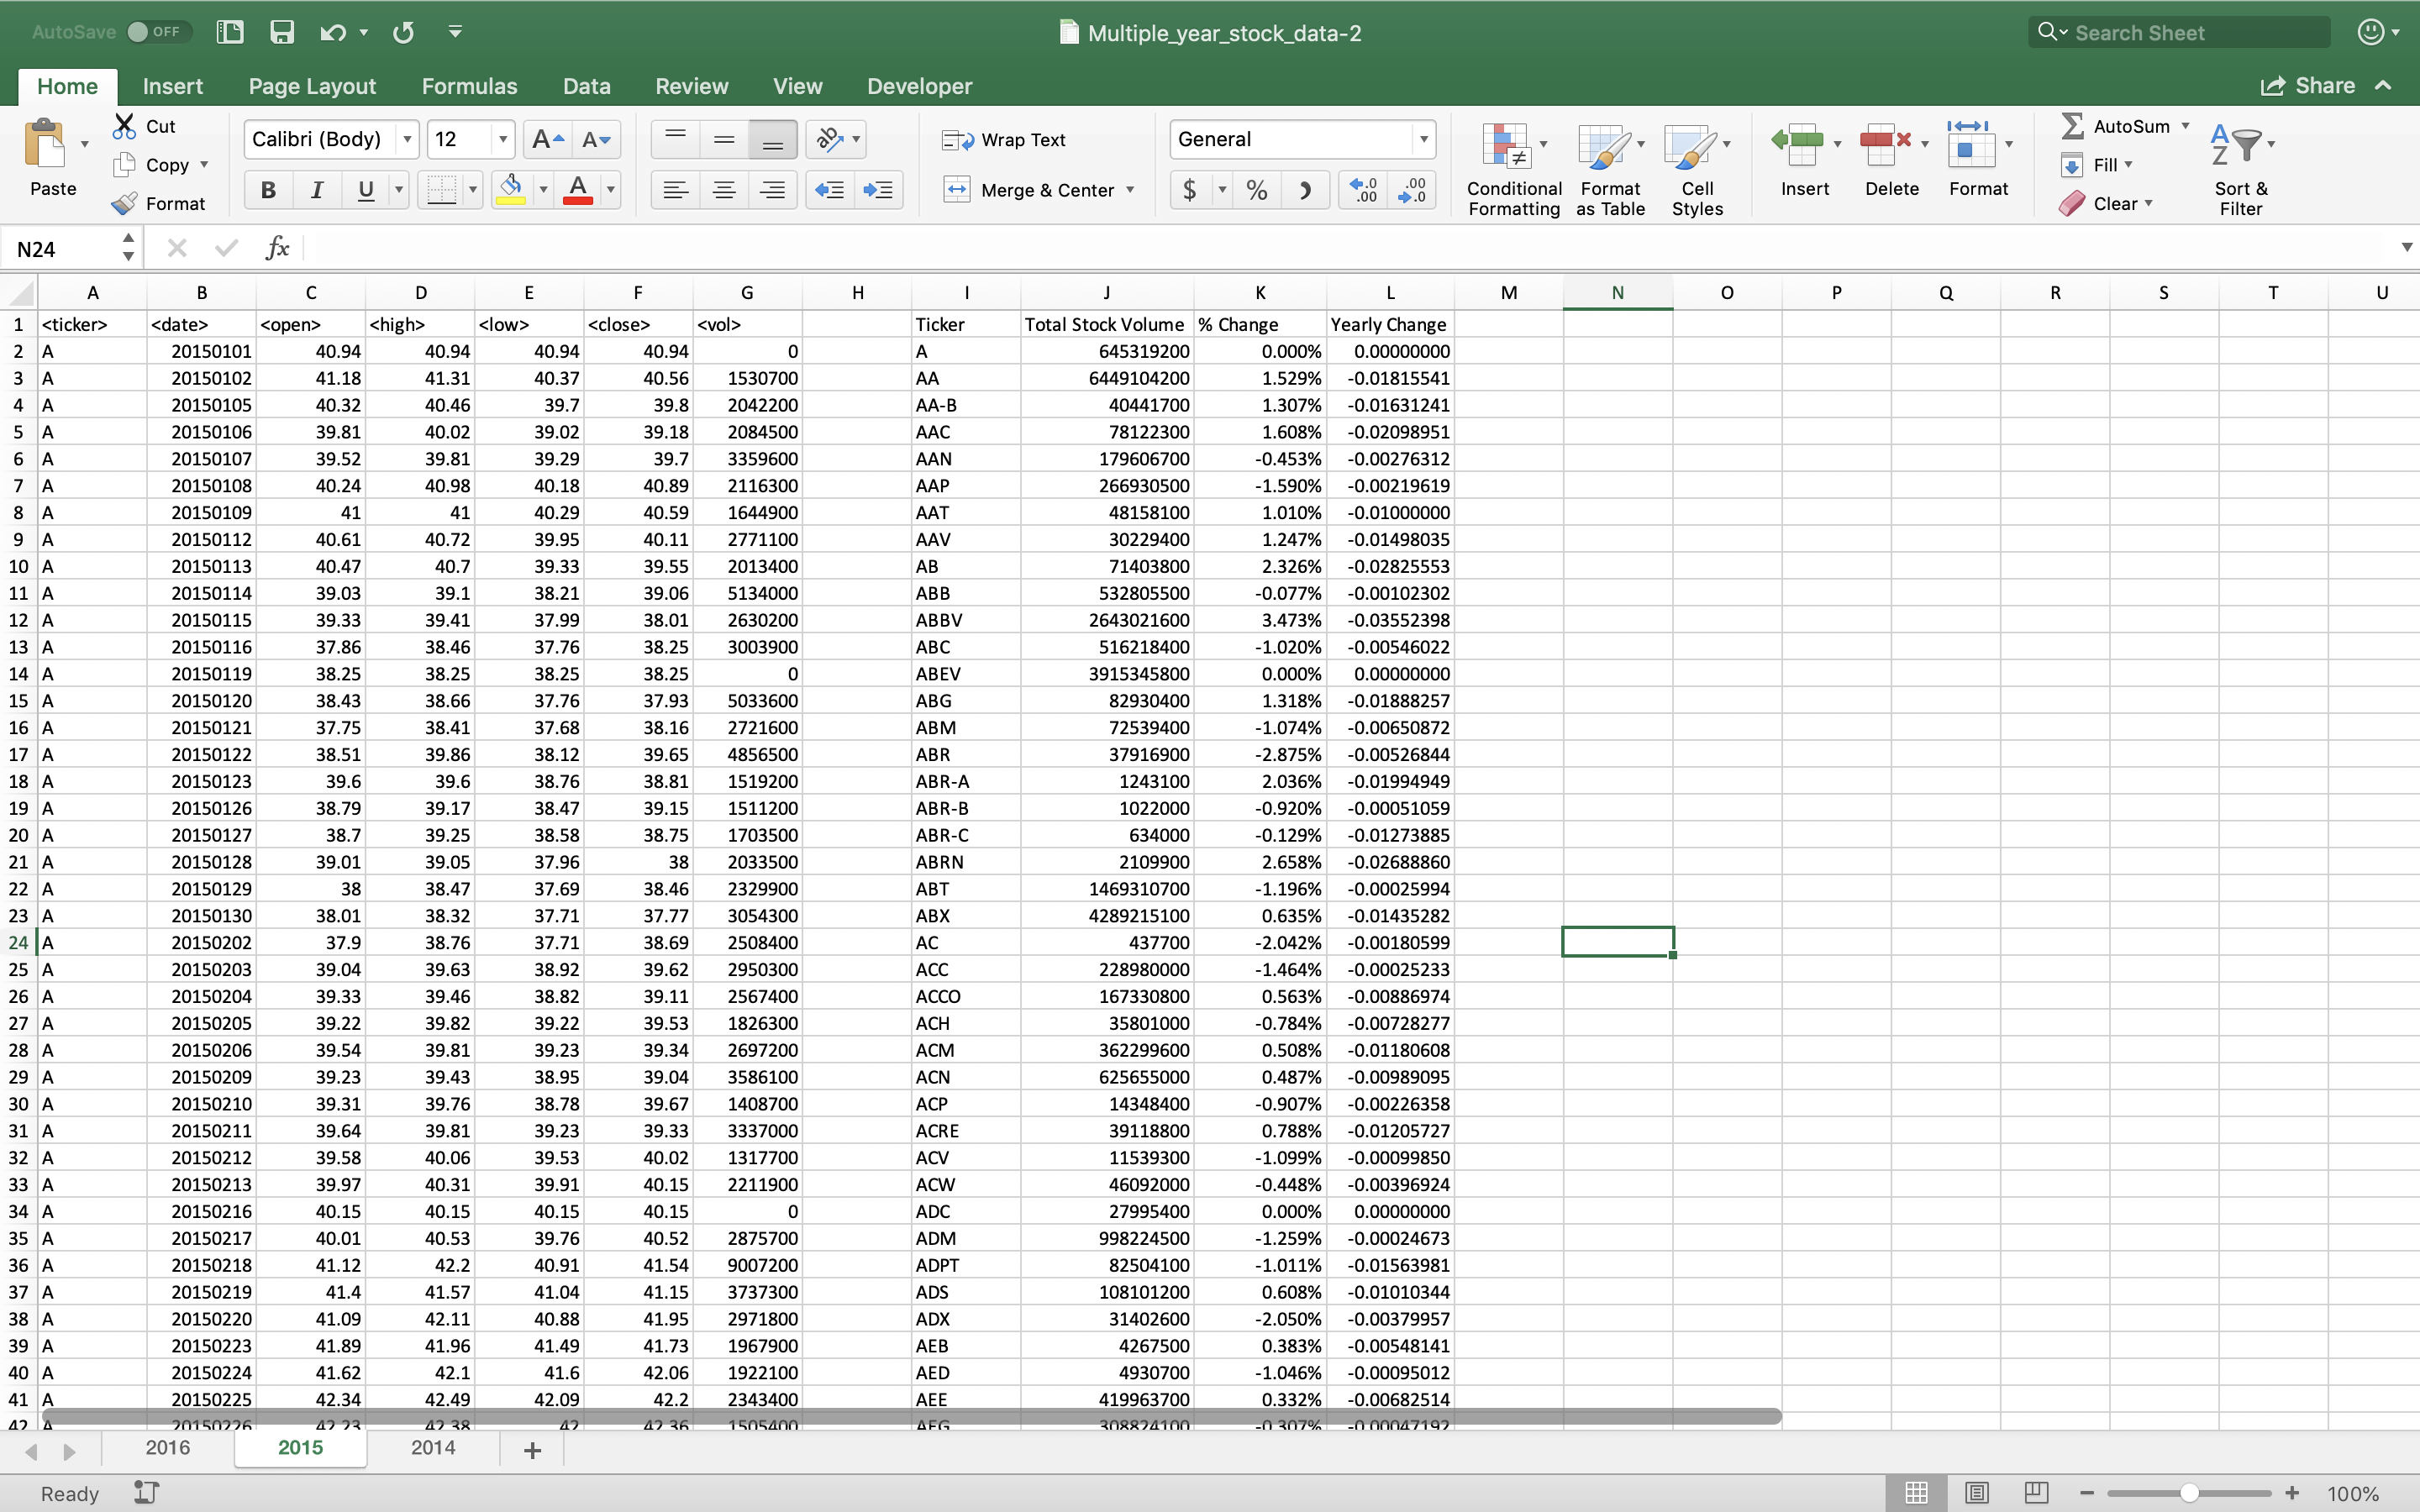 AutoSave OFF Multiple_year_stock_data-2 Search Sheet
Home Insert Page Layout Formulas Data Review View Developer Share
Paste Cut Copy Format Calibri (Body) 12 A A Wrap Text General Conditional Formatting Format as Table Cell Styles Insert Delete Format AutoSum Fill Clear Sort & Filter
B I U A Merge & Center $ % .0 .00 .00 .0
N24 fx
A B C D E F G H I J K L M N O P Q R S T U
1 <ticker> <date> <open> <high> <low> <close> <vol> Ticker Total Stock Volume % Change Yearly Change
2 A 20150101 40.94 40.94 40.94 40.94 0 A 645319200 0.000% 0.00000000
3 A 20150102 41.18 41.31 40.37 40.56 1530700 AA 6449104200 1.529% -0.01815541
4 A 20150105 40.32 40.46 39.7 39.8 2042200 AA-B 40441700 1.307% -0.01631241
5 A 20150106 39.81 40.02 39.02 39.18 2084500 AAC 78122300 1.608% -0.02098951
6 A 20150107 39.52 39.81 39.29 39.7 3359600 AAN 179606700 -0.453% -0.00276312
7 A 20150108 40.24 40.98 40.18 40.89 2116300 AAP 266930500 -1.590% -0.00219619
8 A 20150109 41 41 40.29 40.59 1644900 AAT 48158100 1.010% -0.01000000
9 A 20150112 40.61 40.72 39.95 40.11 2771100 AAV 30229400 1.247% -0.01498035
10 A 20150113 40.47 40.7 39.33 39.55 2013400 AB 71403800 2.326% -0.02825553
11 A 20150114 39.03 39.1 38.21 39.06 5134000 ABB 532805500 -0.077% -0.00102302
12 A 20150115 39.33 39.41 37.99 38.01 2630200 ABBV 2643021600 3.473% -0.03552398
13 A 20150116 37.86 38.46 37.76 38.25 3003900 ABC 516218400 -1.020% -0.00546022
14 A 20150119 38.25 38.25 38.25 38.25 0 ABEV 3915345800 0.000% 0.00000000
15 A 20150120 38.43 38.66 37.76 37.93 5033600 ABG 82930400 1.318% -0.01888257
16 A 20150121 37.75 38.41 37.68 38.16 2721600 ABM 72539400 -1.074% -0.00650872
17 A 20150122 38.51 39.86 38.12 39.65 4856500 ABR 37916900 -2.875% -0.00526844
18 A 20150123 39.6 39.6 38.76 38.81 1519200 ABR-A 1243100 2.036% -0.01994949
19 A 20150126 38.79 39.17 38.47 39.15 1511200 ABR-B 1022000 -0.920% -0.00051059
20 A 20150127 38.7 39.25 38.58 38.75 1703500 ABR-C 634000 -0.129% -0.01273885
21 A 20150128 39.01 39.05 37.96 38 2033500 ABRN 2109900 2.658% -0.02688860
22 A 20150129 38 38.47 37.69 38.46 2329900 ABT 1469310700 -1.196% -0.00025994
23 A 20150130 38.01 38.32 37.71 37.77 3054300 ABX 4289215100 0.635% -0.01435282
24 A 20150202 37.9 38.76 37.71 38.69 2508400 AC 437700 -2.042% -0.00180599
25 A 20150203 39.04 39.63 38.92 39.62 2950300 ACC 228980000 -1.464% -0.00025233
26 A 20150204 39.33 39.46 38.82 39.11 2567400 ACCO 167330800 0.563% -0.00886974
27 A 20150205 39.22 39.82 39.22 39.53 1826300 ACH 35801000 -0.784% -0.00728277
28 A 20150206 39.54 39.81 39.23 39.34 2697200 ACM 362299600 0.508% -0.01180608
29 A 20150209 39.23 39.43 38.95 39.04 3586100 ACN 625655000 0.487% -0.00989095
30 A 20150210 39.31 39.76 38.78 39.67 1408700 ACP 14348400 -0.907% -0.00226358
31 A 20150211 39.64 39.81 39.23 39.33 3337000 ACRE 39118800 0.788% -0.01205727
32 A 20150212 39.58 40.06 39.53 40.02 1317700 ACV 11539300 -1.099% -0.00099850
33 A 20150213 39.97 40.31 39.91 40.15 2211900 ACW 46092000 -0.448% -0.00396924
34 A 20150216 40.15 40.15 40.15 40.15 0 ADC 27995400 0.000% 0.00000000
35 A 20150217 40.01 40.53 39.76 40.52 2875700 ADM 998224500 -1.259% -0.00024673
36 A 20150218 41.12 42.2 40.91 41.54 9007200 ADPT 82504100 -1.011% -0.01563981
37 A 20150219 41.4 41.57 41.04 41.15 3737300 ADS 108101200 0.608% -0.01010344
38 A 20150220 41.09 42.11 40.88 41.95 2971800 ADX 31402600 -2.050% -0.00379957
39 A 20150223 41.89 41.96 41.49 41.73 1967900 AEB 4267500 0.383% -0.00548141
40 A 20150224 41.62 42.1 41.6 42.06 1922100 AED 4930700 -1.046% -0.00095012
41 A 20150225 42.34 42.49 42.09 42.2 2343400 AEE 419963700 0.332% -0.00682514
42 A 20150226 42.23 42.38 42 42.36 1505400 AEG 308824100 -0.307% -0.00047192
2016 2015 2014 +
Ready 100%